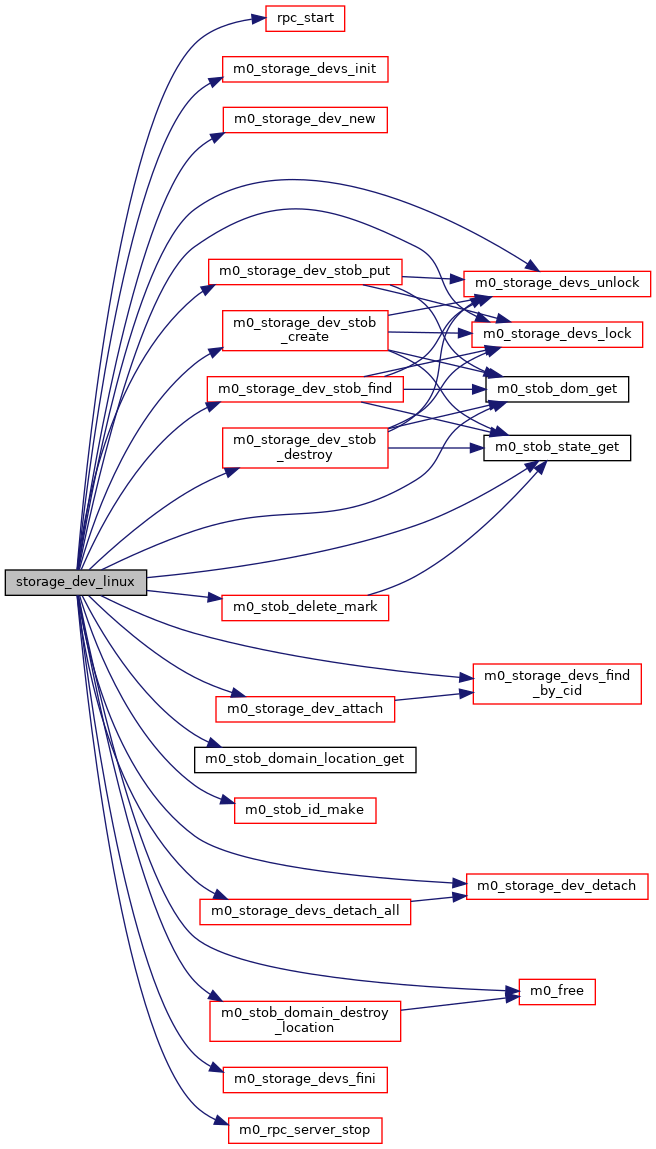 rpc_start
m0_storage_devs_init
m0_storage_dev_new
m0_storage_dev_stob_put
m0_storage_devs_unlock
m0_storage_dev_stob
_create
m0_storage_devs_lock
m0_storage_dev_stob_find
m0_stob_dom_get
m0_storage_dev_stob
_destroy
m0_stob_state_get
storage_dev_linux
m0_stob_delete_mark
m0_storage_devs_find
_by_cid
m0_storage_dev_attach
m0_stob_domain_location_get
m0_stob_id_make
m0_storage_dev_detach
m0_storage_devs_detach_all
m0_free
m0_stob_domain_destroy
_location
m0_storage_devs_fini
m0_rpc_server_stop